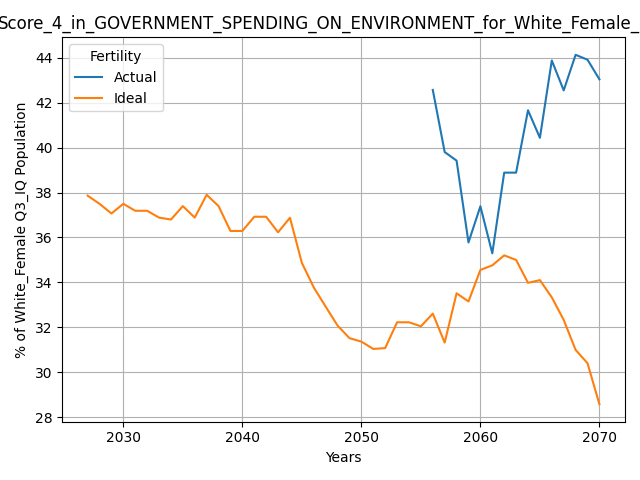 Score_4_in_GOVERNMENT_SPENDING_ON_ENVIRONMENT_for_White_Female_
Fertility
Actual
Ideal
% of White_Female Q3_IQ Population
44
42
40
38
36
34
32
30
28
2030
2040
2050
2060
2070
Years